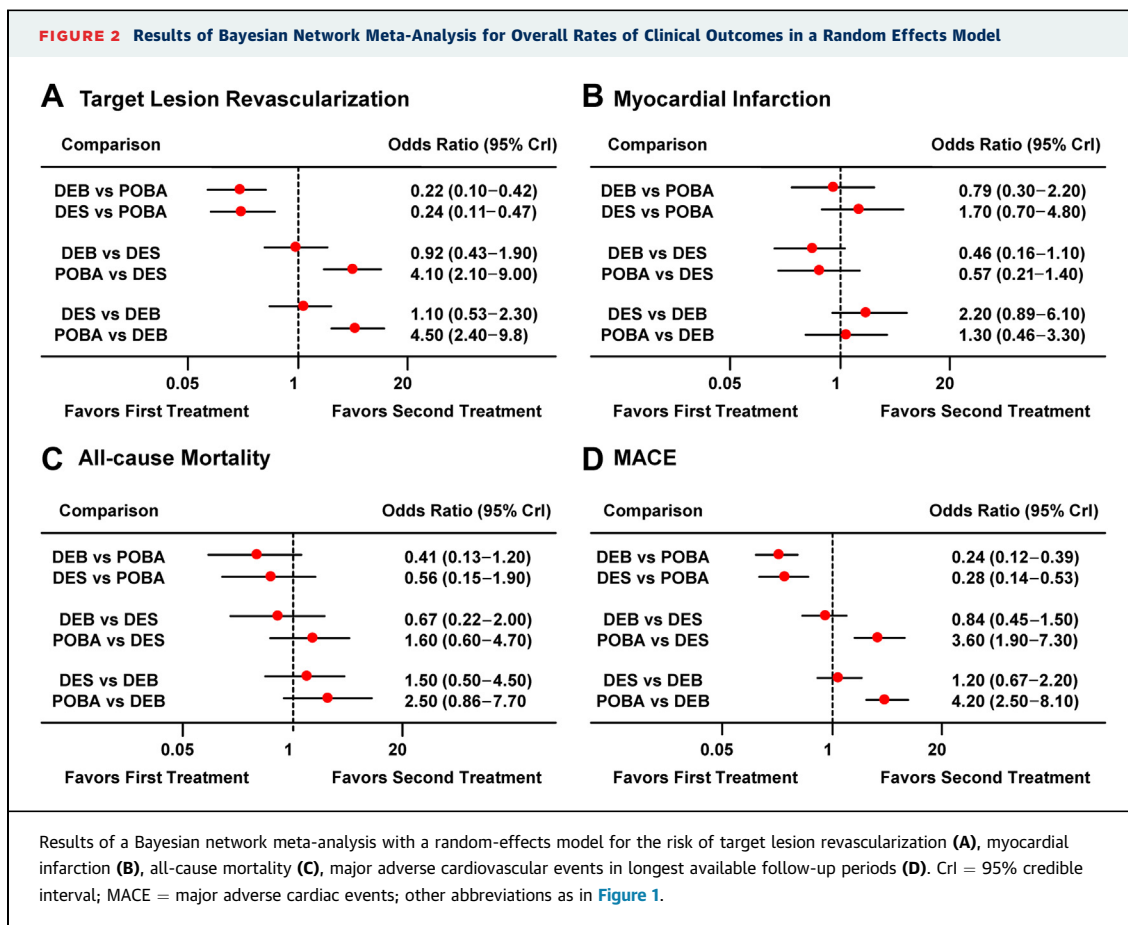 FIGURE 2 Results of Bayesian Network Meta-Analysis for Overall Rates of Clinical Outcomes in a Random Effects Model
A Target Lesion Revascularization
Comparison Odds Ratio (95% CrI)
DEB vs POBA 0.22 (0.10–0.42)
DES vs POBA 0.24 (0.11–0.47)
DEB vs DES 0.92 (0.43–1.90)
POBA vs DES 4.10 (2.10–9.00)
DES vs DEB 1.10 (0.53–2.30)
POBA vs DEB 4.50 (2.40–9.8)
0.05 1 20
Favors First Treatment Favors Second Treatment
B Myocardial Infarction
Comparison Odds Ratio (95% CrI)
DEB vs POBA 0.79 (0.30–2.20)
DES vs POBA 1.70 (0.70–4.80)
DEB vs DES 0.46 (0.16–1.10)
POBA vs DES 0.57 (0.21–1.40)
DES vs DEB 2.20 (0.89–6.10)
POBA vs DEB 1.30 (0.46–3.30)
0.05 1 20
Favors First Treatment Favors Second Treatment
C All-cause Mortality
Comparison Odds Ratio (95% CrI)
DEB vs POBA 0.41 (0.13–1.20)
DES vs POBA 0.56 (0.15–1.90)
DEB vs DES 0.67 (0.22–2.00)
POBA vs DES 1.60 (0.60–4.70)
DES vs DEB 1.50 (0.50–4.50)
POBA vs DEB 2.50 (0.86–7.70
0.05 1 20
Favors First Treatment Favors Second Treatment
D MACE
Comparison Odds Ratio (95% CrI)
DEB vs POBA 0.24 (0.12–0.39)
DES vs POBA 0.28 (0.14–0.53)
DEB vs DES 0.84 (0.45–1.50)
POBA vs DES 3.60 (1.90–7.30)
DES vs DEB 1.20 (0.67–2.20)
POBA vs DEB 4.20 (2.50–8.10)
0.05 1 20
Favors First Treatment Favors Second Treatment
Results of a Bayesian network meta-analysis with a random-effects model for the risk of target lesion revascularization (A), myocardial
infarction (B), all-cause mortality (C), major adverse cardiovascular events in longest available follow-up periods (D). CrI = 95% credible
interval; MACE = major adverse cardiac events; other abbreviations as in Figure 1.